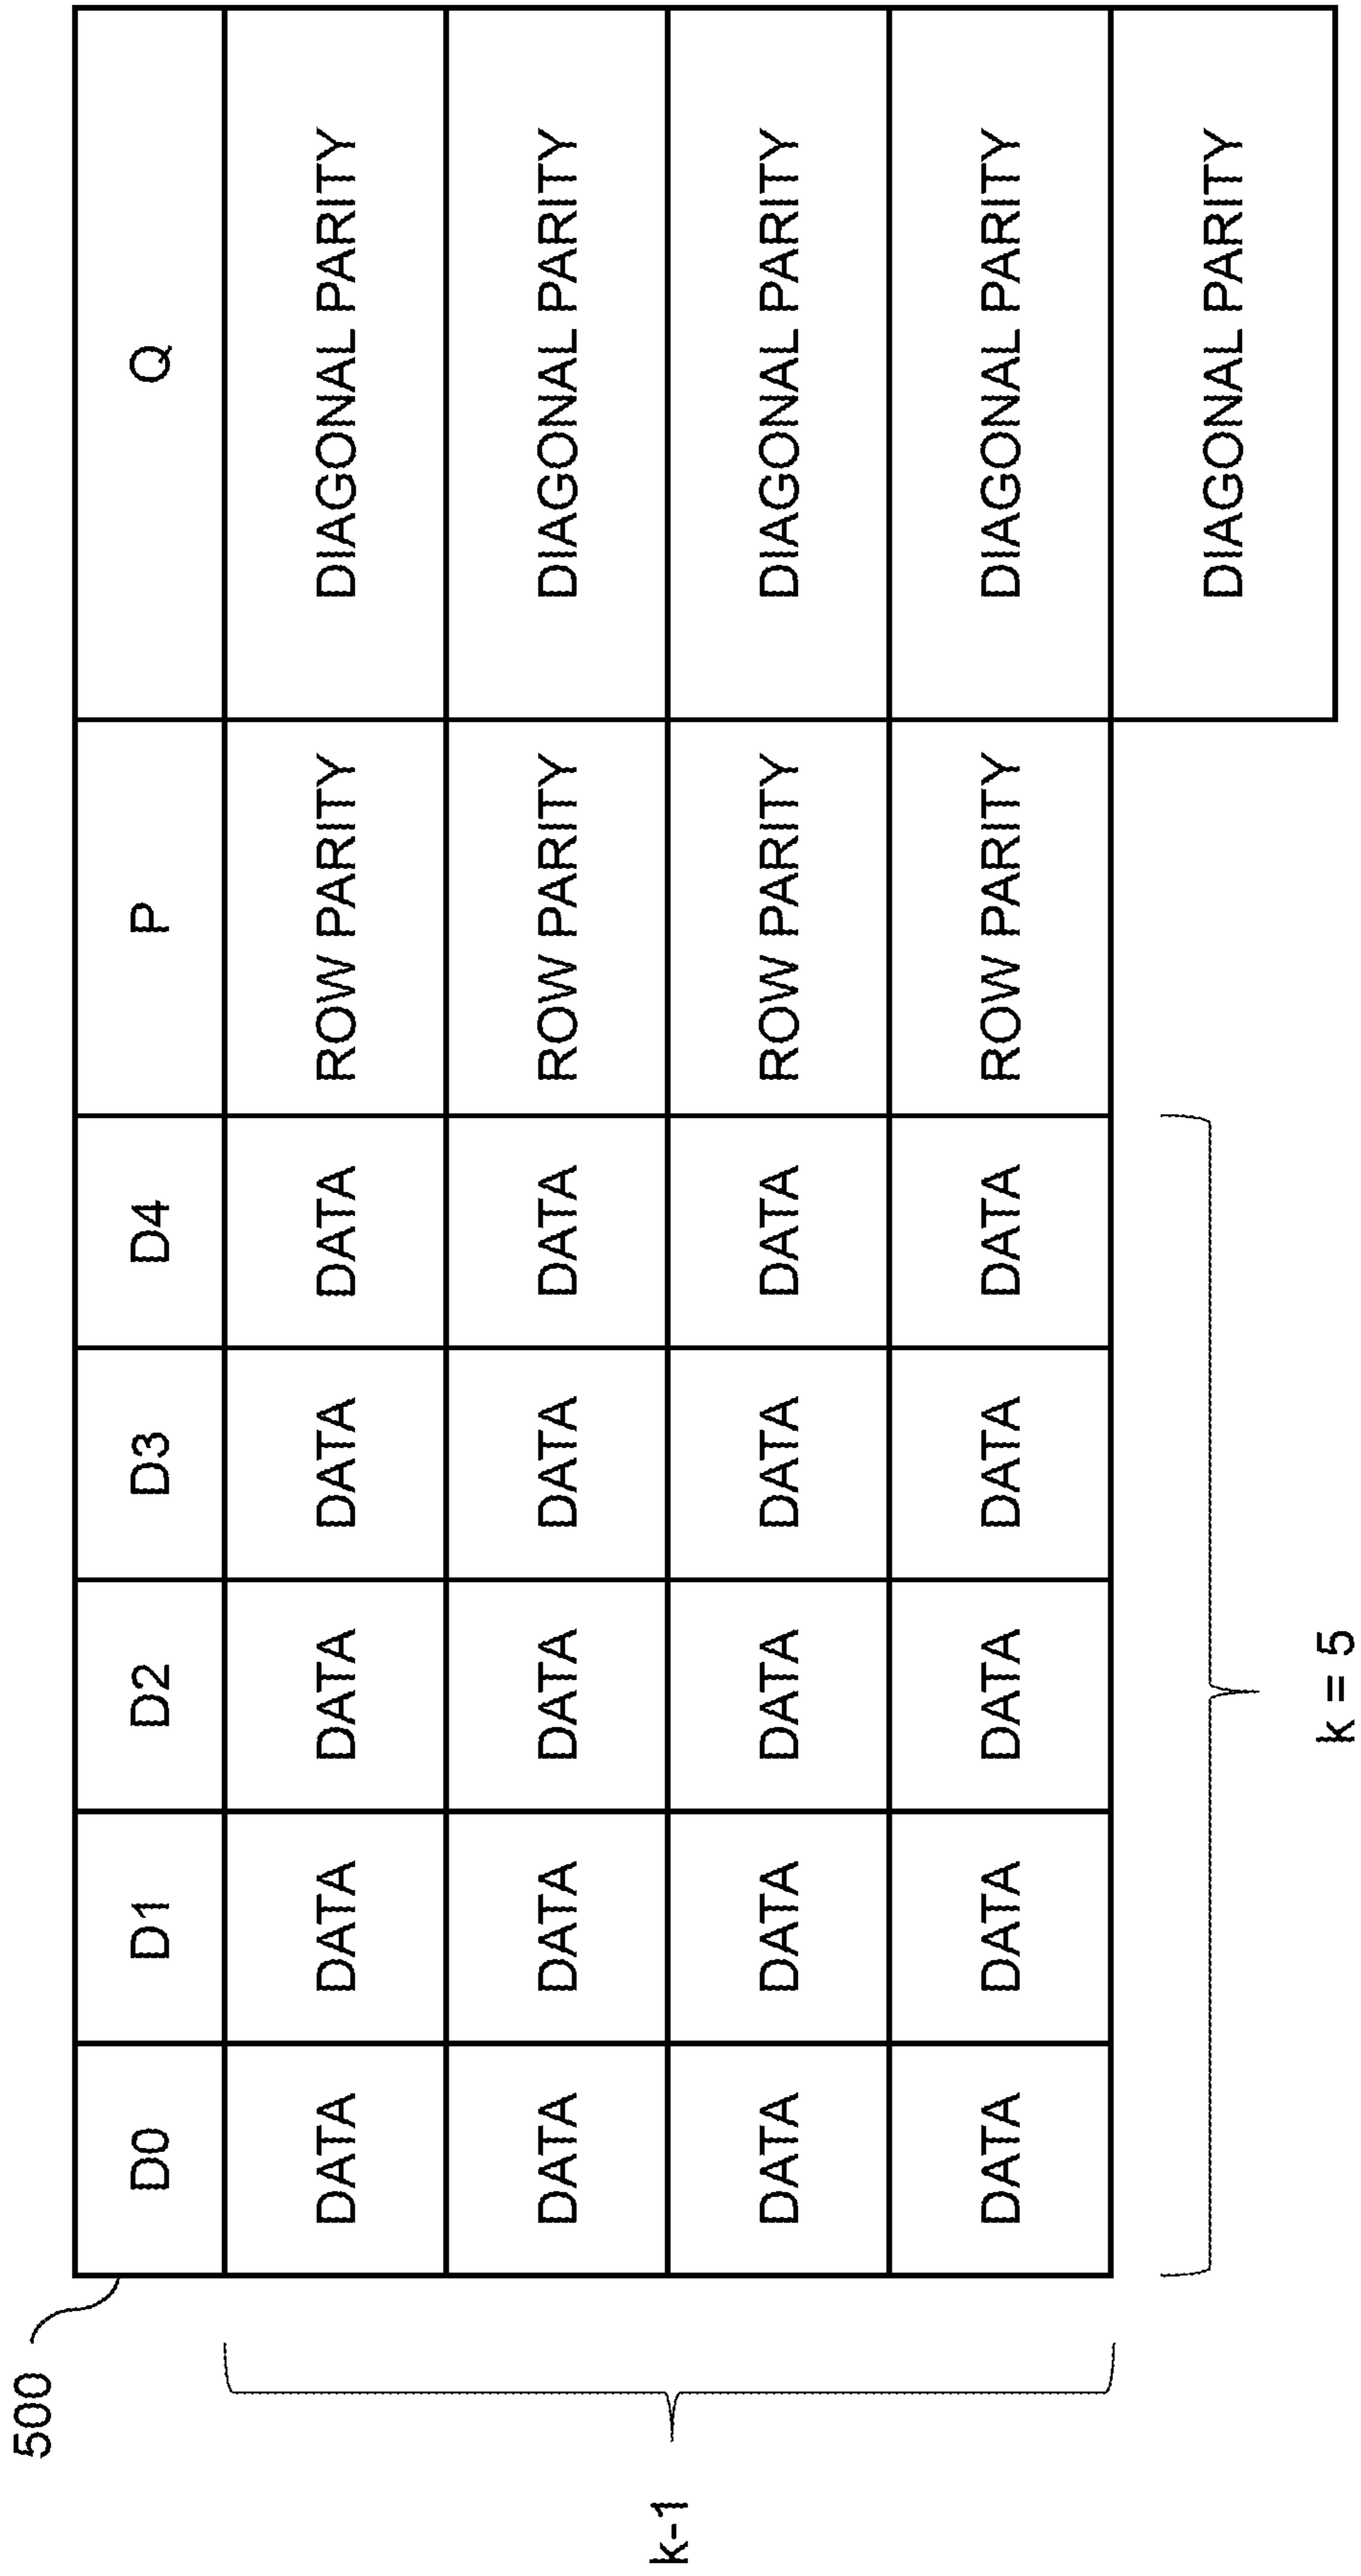 500
D0 D1 D2 D3 D4 P Q
DATA DATA DATA DATA DATA ROW PARITY DIAGONAL PARITY
DATA DATA DATA DATA DATA ROW PARITY DIAGONAL PARITY
DATA DATA DATA DATA DATA ROW PARITY DIAGONAL PARITY
DATA DATA DATA DATA DATA ROW PARITY DIAGONAL PARITY
DIAGONAL PARITY
k-1
k = 5